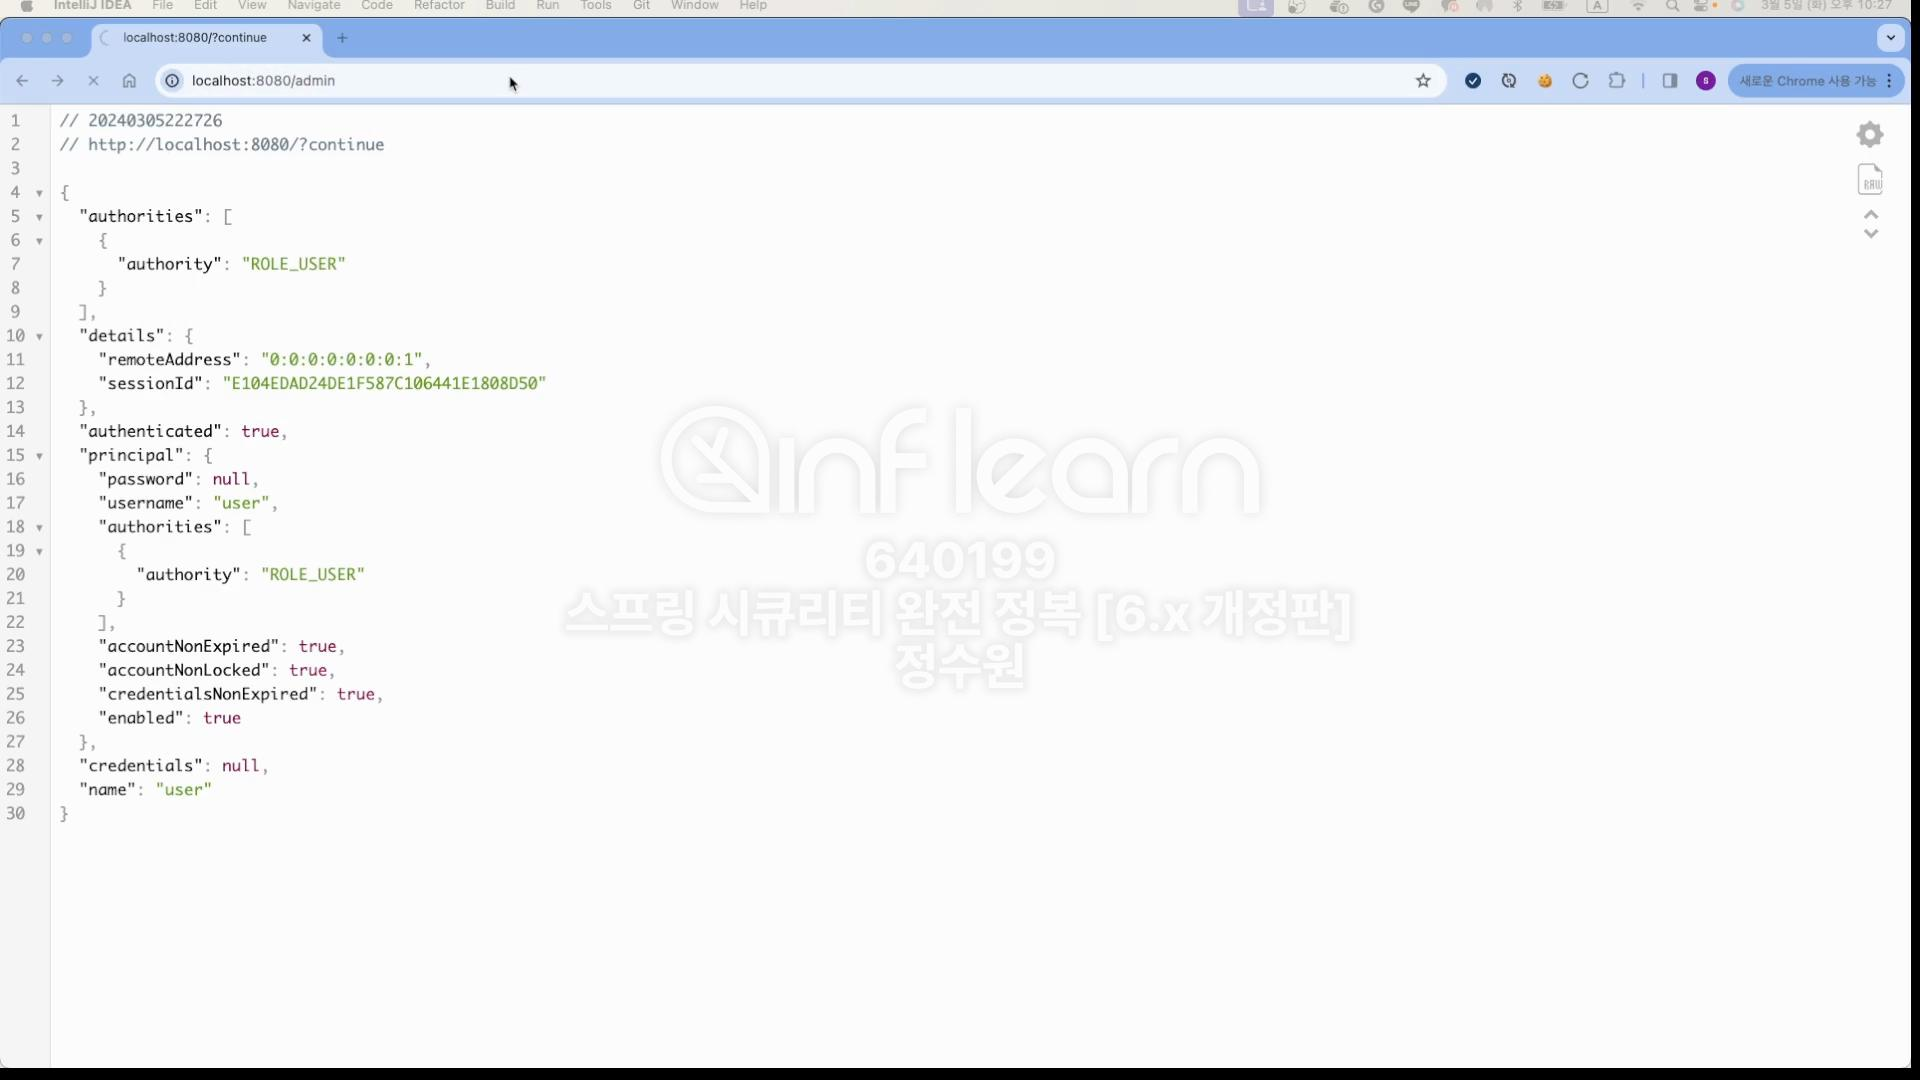 IntelliJ IDEA File Edit View Navigate Code Refactor Build Run Tools Git Window Help A 3월 5일 (화) 오후 10:27
localhost:8080/?continue
localhost:8080/admin 새로운 Chrome 사용 가능
1 // 20240305222726
2 // http://localhost:8080/?continue
3
4 {
5 "authorities": [
6 {
7 "authority": "ROLE_USER"
8 }
9 ],
10 "details": {
11 "remoteAddress": "0:0:0:0:0:0:0:1",
12 "sessionId": "E104EDAD24DE1F587C106441E1808D50"
13 },
14 "authenticated": true,
15 "principal": {
16 "password": null,
17 "username": "user",
18 "authorities": [
19 {
20 "authority": "ROLE_USER"
21 }
22 ],
23 "accountNonExpired": true,
24 "accountNonLocked": true,
25 "credentialsNonExpired": true,
26 "enabled": true
27 },
28 "credentials": null,
29 "name": "user"
30 }
RAW
inflearn
640199
스프링 시큐리티 완전 정복 [6.x 개정판]
정수원